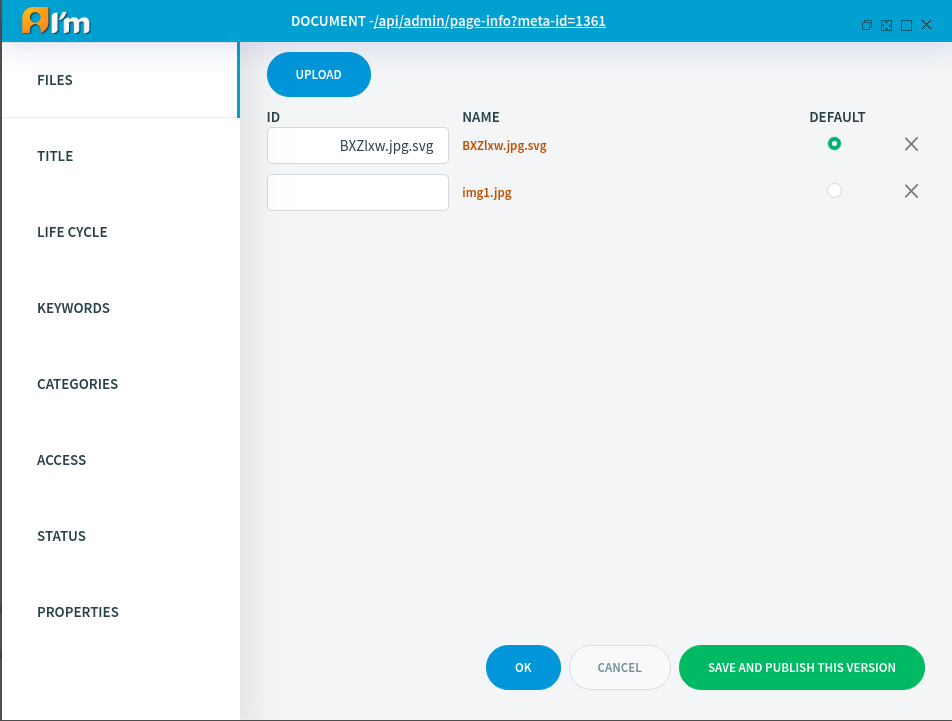 I'm
DOCUMENT -/api/admin/page-info?meta-id=1361
FILES
TITLE
LIFE CYCLE
KEYWORDS
CATEGORIES
ACCESS
STATUS
PROPERTIES
UPLOAD
ID NAME DEFAULT
BXZlxw.jpg.svg BXZlxw.jpg.svg
img1.jpg
OK CANCEL SAVE AND PUBLISH THIS VERSION